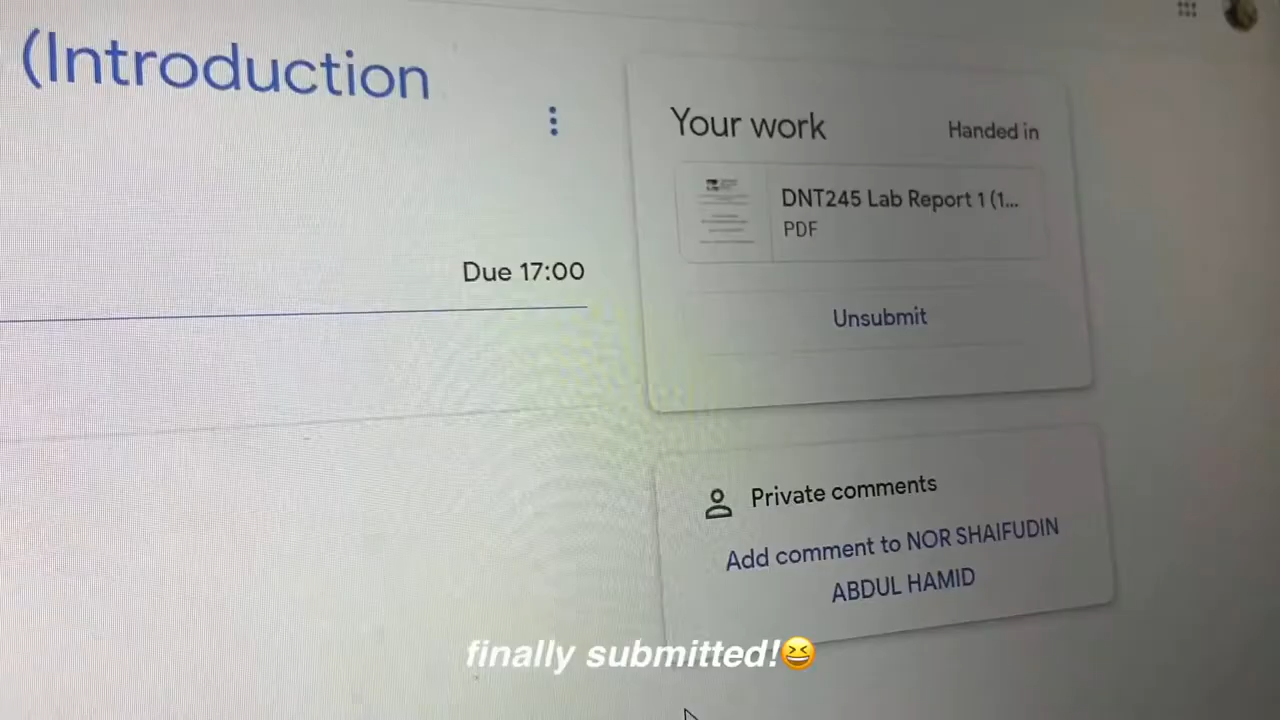 (Introduction
Your work
Handed in
DNT245 Lab Report 1 (1...
PDF
Due 17:00
Unsubmit
Private comments
Add comment to NOR SHAIFUDIN
ABDUL HAMID
finally submitted!😆